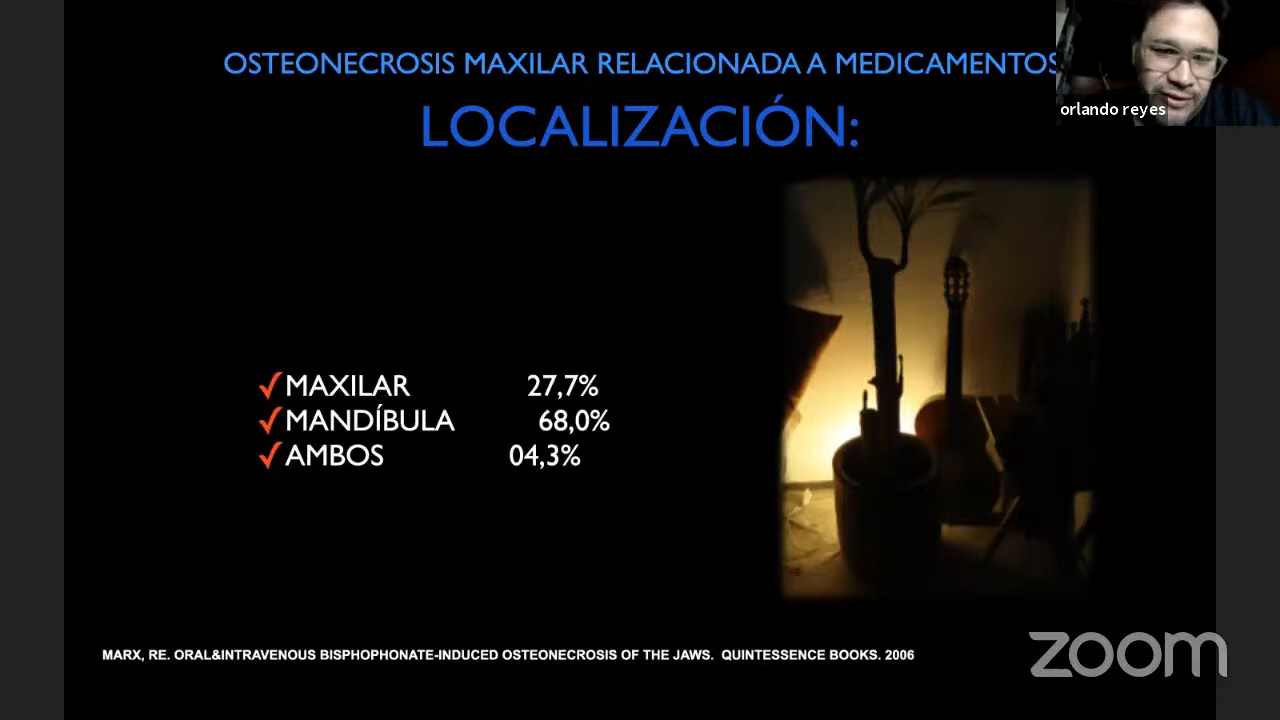 OSTEONECROSIS MAXILAR RELACIONADA A MEDICAMENTOS
orlando reyes
LOCALIZACIÓN:
✓MAXILAR 27,7%
✓MANDÍBULA 68,0%
✓AMBOS 04,3%
MARX, RE. ORAL&INTRAVENOUS BISPHOPHONATE-INDUCED OSTEONECROSIS OF THE JAWS. QUINTESSENCE BOOKS. 2006
zoom